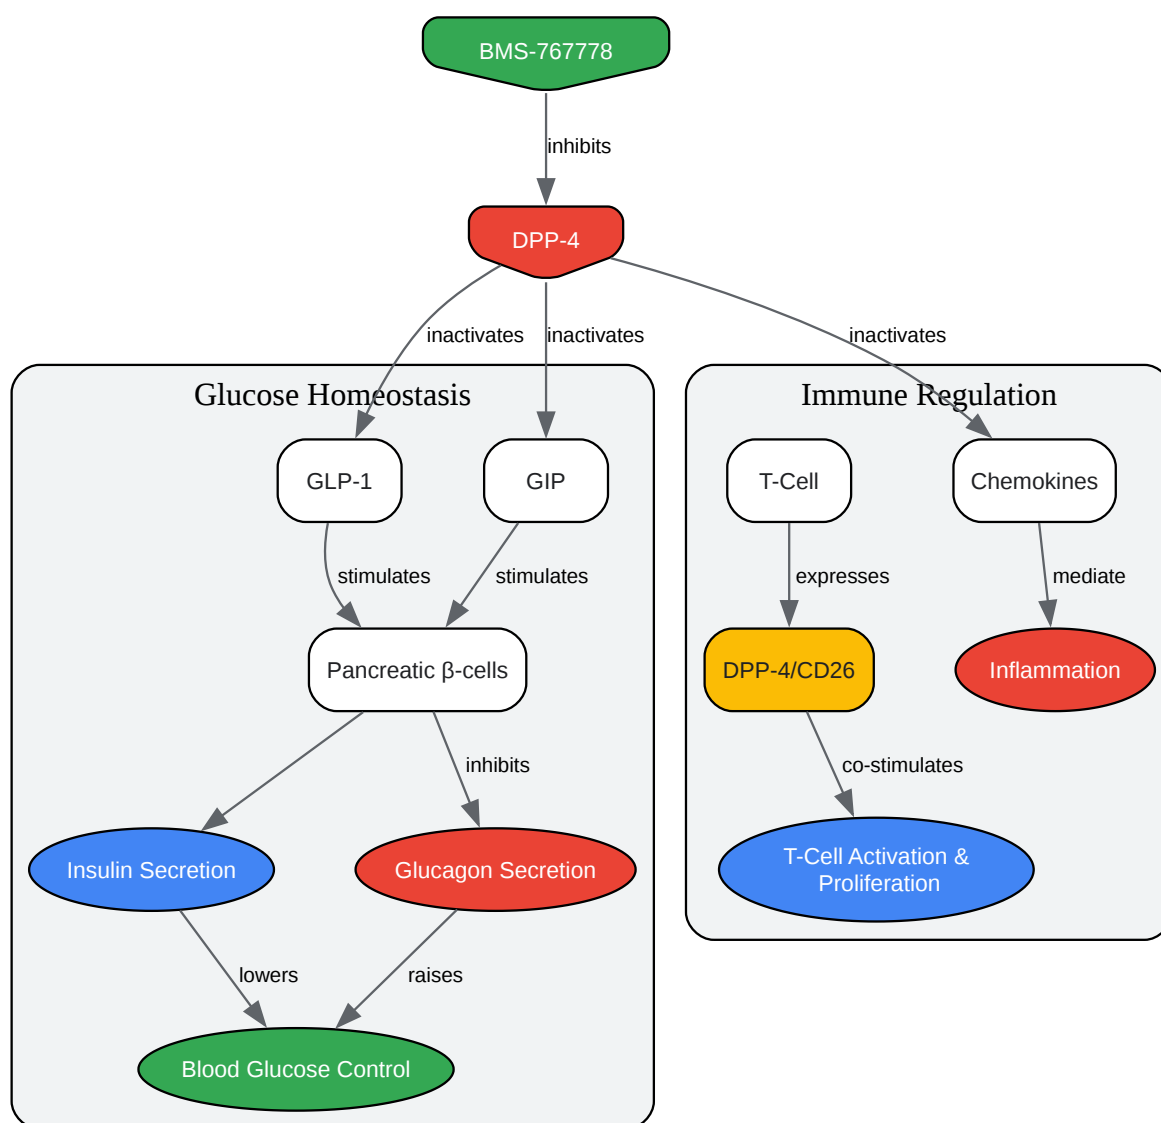 BMS-767778
inhibits
DPP-4
inactivates
inactivates
inactivates
Glucose Homeostasis
Immune Regulation
GLP-1
GIP
T-Cell
Chemokines
stimulates
stimulates
expresses
mediate
Pancreatic β-cells
DPP-4/CD26
Inflammation
inhibits
co-stimulates
Insulin Secretion
Glucagon Secretion
T-Cell Activation &
Proliferation
lowers
raises
Blood Glucose Control